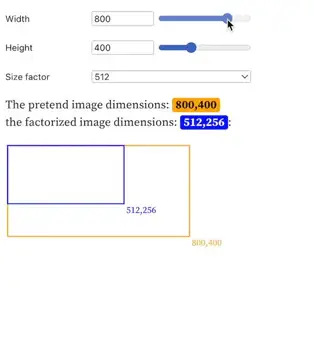 Width 800
Height 400
Size factor 512
The pretend image dimensions: 800,400
the factorized image dimensions: 512,256:
512,256
800,400